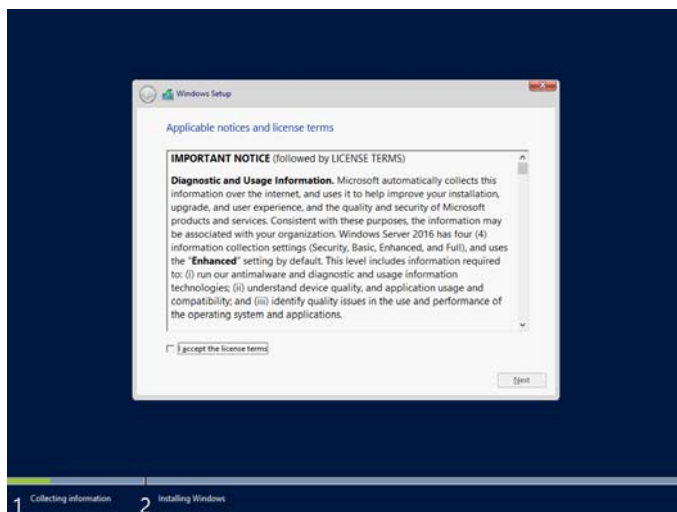 Windows Setup
Applicable notices and license terms
IMPORTANT NOTICE (followed by LICENSE TERMS)
Diagnostic and Usage Information. Microsoft automatically collects this
information over the internet, and uses it to help improve your installation,
upgrade, and user experience, and the quality and security of Microsoft
products and services. Consistent with these purposes, the information may
be associated with your organization. Windows Server 2016 has four (4)
information collection settings (Security, Basic, Enhanced, and Full), and uses
the "Enhanced" setting by default. This level includes information required
to: (i) run our antimalware and diagnostic and usage information
technologies; (ii) understand device quality, and application usage and
compatibility; and (iii) identify quality issues in the use and performance of
the operating system and applications.
I accept the license terms
Next
1 Collecting information 2 Installing Windows